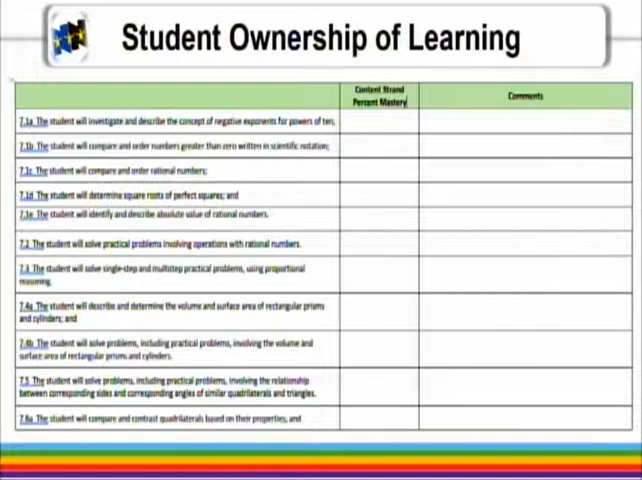 Student Ownership of Learning
Content Strand
Percent Mastery
Comments
7.1a The student will investigate and describe the concept of negative exponents for powers of ten;
7.1b The student will compare and order numbers greater than zero written in scientific notation;
7.1c The student will compare and order rational numbers;
7.1d The student will determine square roots of perfect squares; and
7.1e The student will identify and describe absolute value of rational numbers.
7.2 The student will solve practical problems involving operations with rational numbers.
7.3 The student will solve single-step and multistep practical problems, using proportional
reasoning.
7.4a The student will describe and determine the volume and surface area of rectangular prisms
and cylinders; and
7.4b The student will solve problems, including practical problems, involving the volume and
surface area of rectangular prisms and cylinders.
7.5 The student will solve problems, including practical problems, involving the relationship
between corresponding sides and corresponding angles of similar quadrilaterals and triangles.
7.6a The student will compare and contrast quadrilaterals based on their properties; and